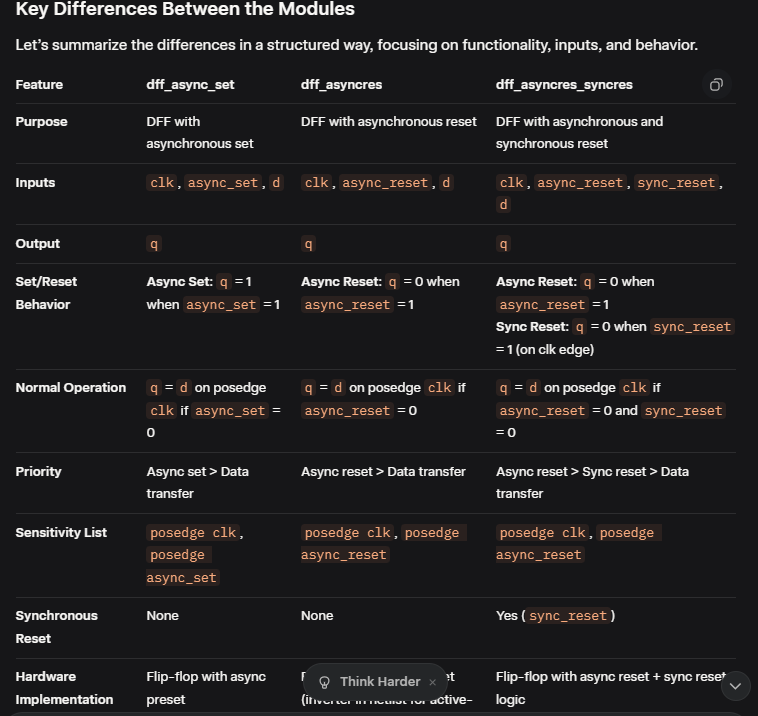 Key Differences Between the Modules
Let's summarize the differences in a structured way, focusing on functionality, inputs, and behavior.
Feature dff_async_set dff_asyncres dff_asyncres_syncres
Purpose DFF with DFF with asynchronous reset DFF with asynchronous and
asynchronous set synchronous reset
Inputs clk, async_set, d clk, async_reset, d clk, async_reset, sync_reset,
d
Output q q q
Set/Reset Async Set: q = 1 Async Reset: q = 0 when Async Reset: q = 0 when
Behavior when async_set = 1 async_reset = 1 async_reset = 1
Sync Reset: q = 0 when sync_reset
= 1 (on clk edge)
Normal Operation q = d on posedge q = d on posedge clk if q = d on posedge clk if
clk if async_set = async_reset = 0 async_reset = 0 and sync_reset
0 = 0
Priority Async set > Data Async reset > Data transfer Async reset > Sync reset > Data
transfer transfer
Sensitivity List posedge clk, posedge clk, posedge posedge clk, posedge
posedge async_reset async_reset
async_set
Synchronous None None Yes (sync_reset)
Reset
Hardware Flip-flop with async Think Harder × Flip-flop with async reset + sync reset
Implementation preset (inverter in netlist for active- logic